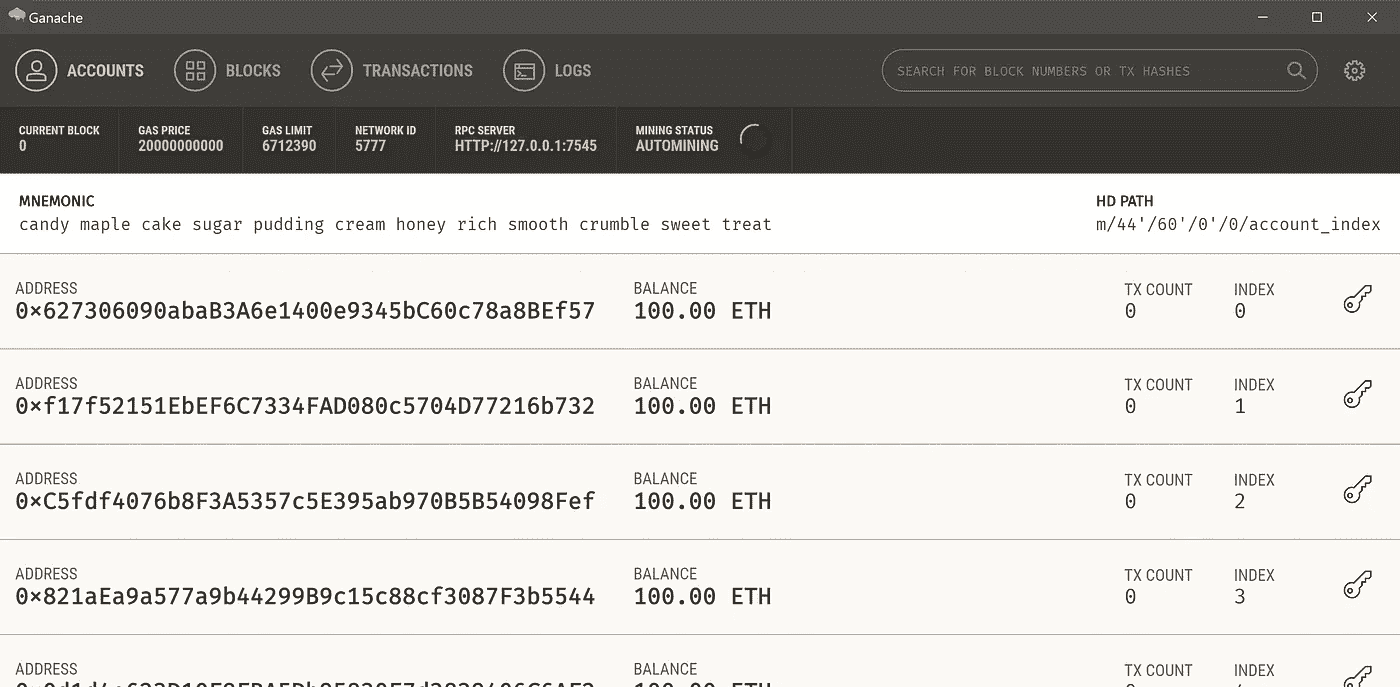 Ganache
ACCOUNTS BLOCKS TRANSACTIONS LOGS SEARCH FOR BLOCK NUMBERS OR TX HASHES
CURRENT BLOCK GAS PRICE GAS LIMIT NETWORK ID RPC SERVER MINING STATUS
0 20000000000 6712390 5777 HTTP://127.0.0.1:7545 AUTOMINING
MNEMONIC HD PATH
candy maple cake sugar pudding cream honey rich smooth crumble sweet treat m/44'/60'/0'/0/account_index
ADDRESS BALANCE TX COUNT INDEX
0×627306090abaB3A6e1400e9345bC60c78a8BEf57 100.00 ETH 0 0
ADDRESS BALANCE TX COUNT INDEX
0×f17f52151EbEF6C7334FAD080c5704D77216b732 100.00 ETH 0 1
ADDRESS BALANCE TX COUNT INDEX
0×C5fdf4076b8F3A5357c5E395ab970B5B54098Fef 100.00 ETH 0 2
ADDRESS BALANCE TX COUNT INDEX
0×821aEa9a577a9b44299B9c15c88cf3087F3b5544 100.00 ETH 0 3
ADDRESS BALANCE TX COUNT INDEX
100.00 ETH